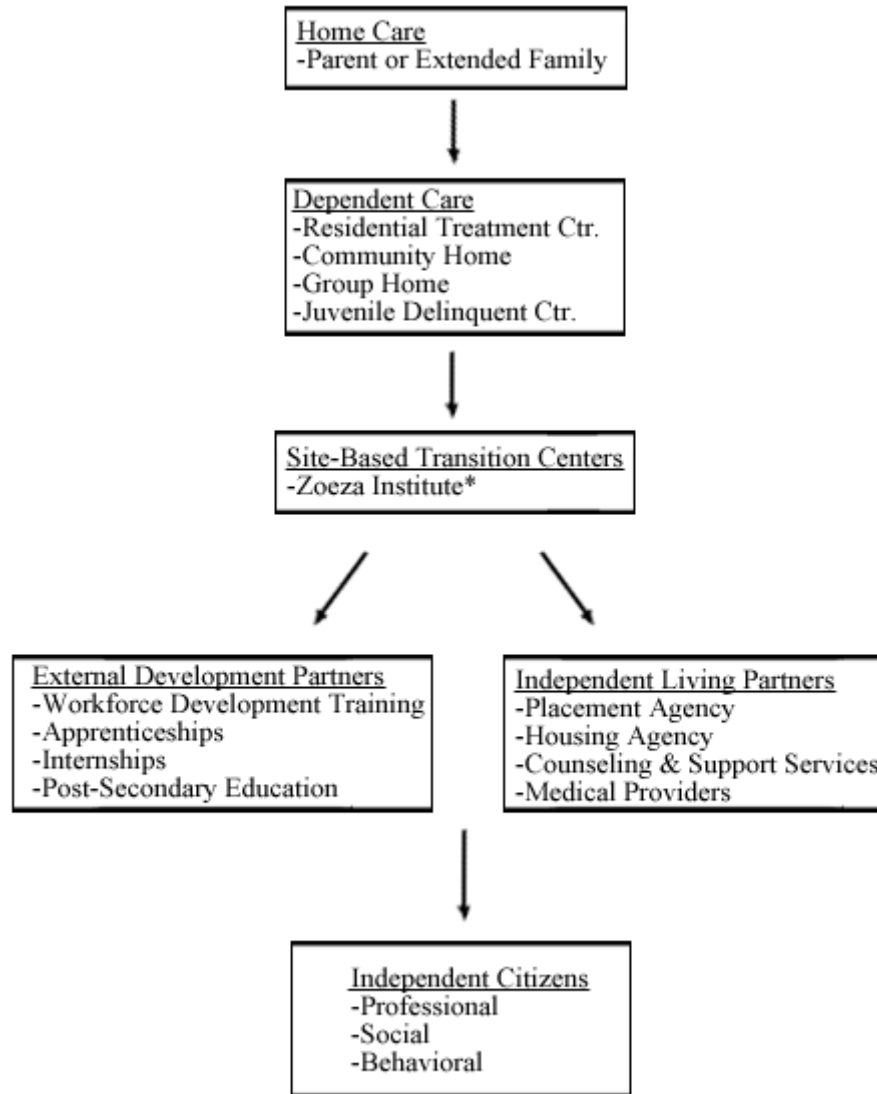 Home Care
-Parent or Extended Family
Dependent Care
-Residential Treatment Ctr.
-Community Home
-Group Home
-Juvenile Delinquent Ctr.
Site-Based Transition Centers
-Zoeza Institute*
External Development Partners
-Workforce Development Training
-Apprenticeships
-Internships
-Post-Secondary Education
Independent Living Partners
-Placement Agency
-Housing Agency
-Counseling & Support Services
-Medical Providers
Independent Citizens
-Professional
-Social
-Behavioral